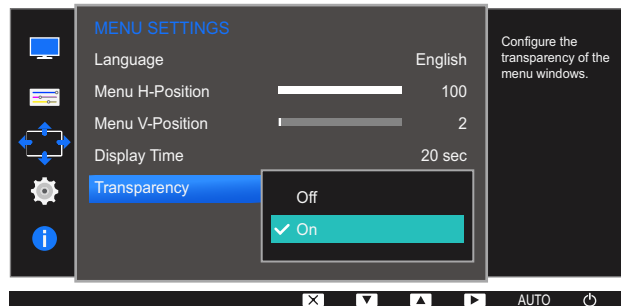 MENU SETTINGS
Language English
Menu H-Position 100
Menu V-Position 2
Display Time 20 sec
Transparency
Off
On
Configure the
transparency of the
menu windows.
AUTO